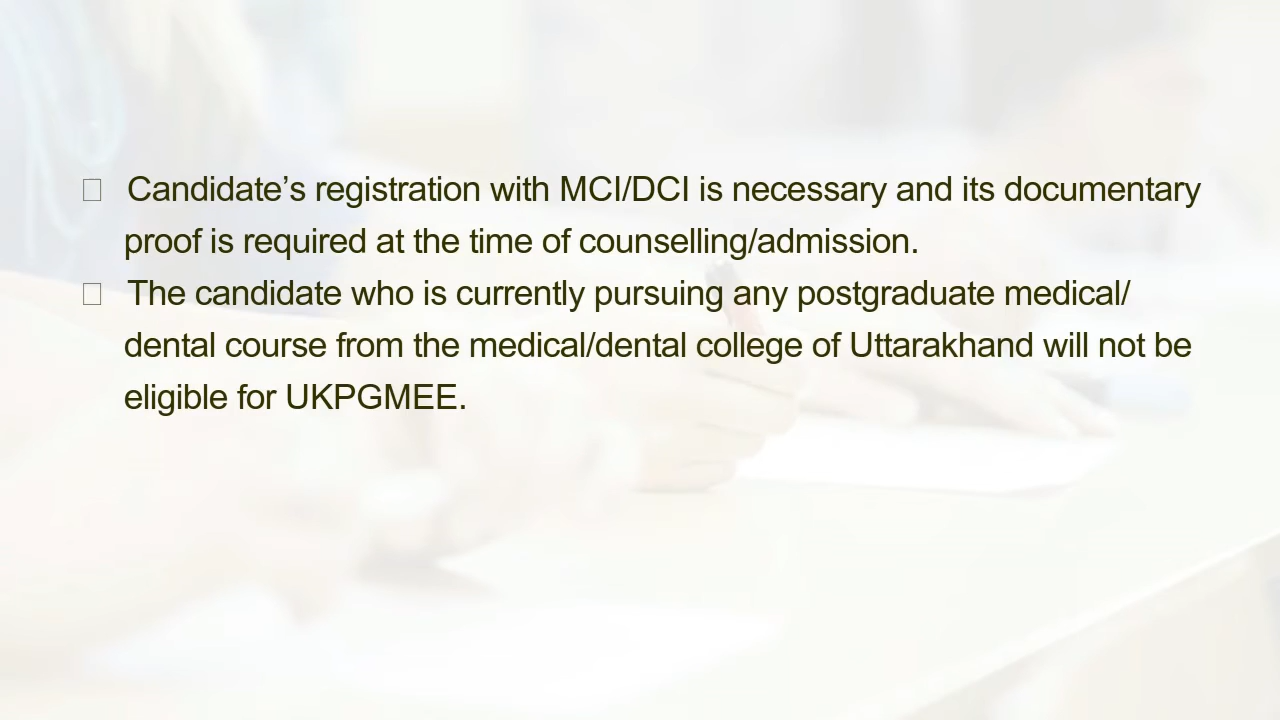 □ Candidate’s registration with MCI/DCI is necessary and its documentary
proof is required at the time of counselling/admission.
□ The candidate who is currently pursuing any postgraduate medical/
dental course from the medical/dental college of Uttarakhand will not be
eligible for UKPGMEE.